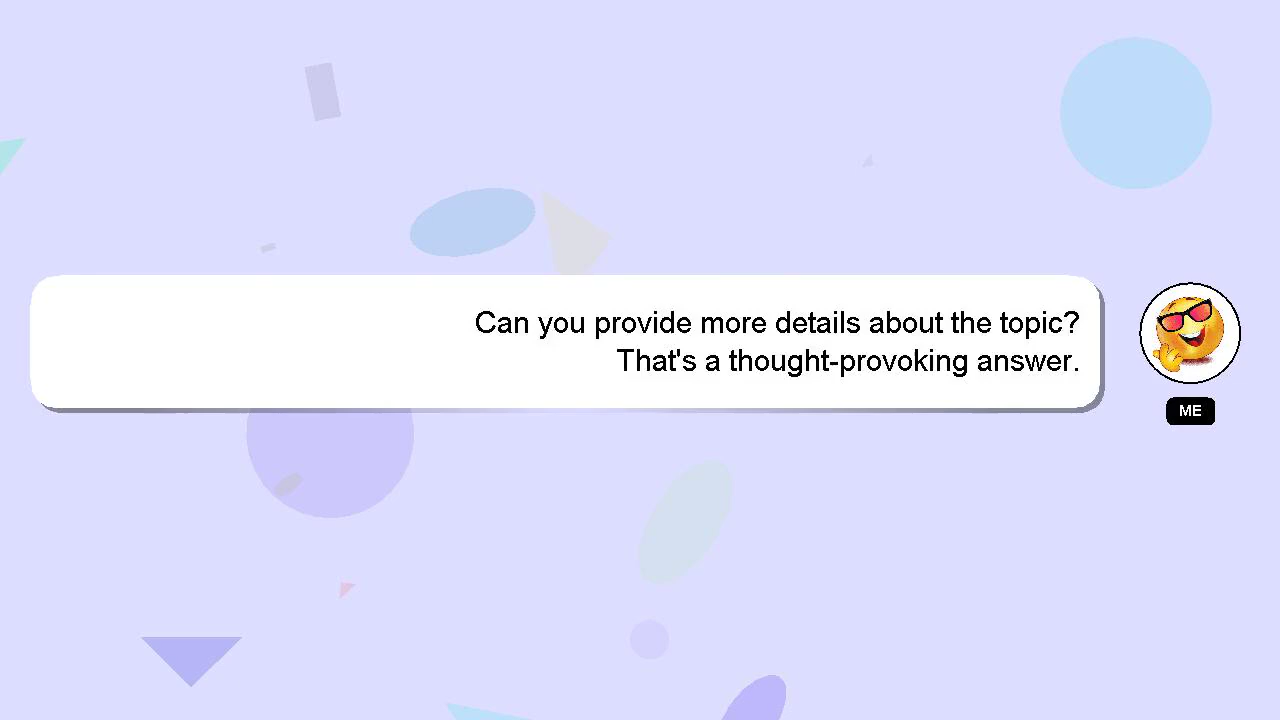 Can you provide more details about the topic?
That's a thought-provoking answer.
ME